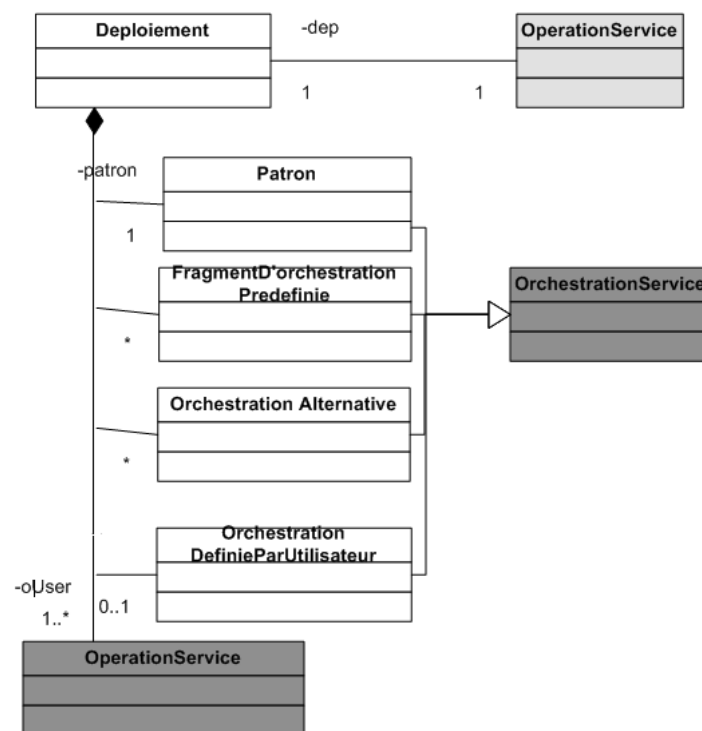 Deploiement
-dep
OperationService
1
1
-patron
Patron
1
FragmentD'orchestration
Predefinie
OrchestrationService
*
Orchestration Alternative
*
Orchestration
DefinieParUtilisateur
-oUser
0..1
1..*
OperationService